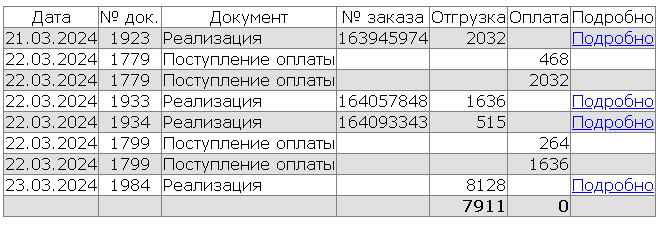 Дата № док. Документ № заказа Отгрузка Оплата Подробно
21.03.2024 1923 Реализация 163945974 2032 Подробно
22.03.2024 1779 Поступление оплаты 468
22.03.2024 1779 Поступление оплаты 2032
22.03.2024 1933 Реализация 164057848 1636 Подробно
22.03.2024 1934 Реализация 164093343 515 Подробно
22.03.2024 1799 Поступление оплаты 264
22.03.2024 1799 Поступление оплаты 1636
23.03.2024 1984 Реализация 8128 Подробно
7911 0